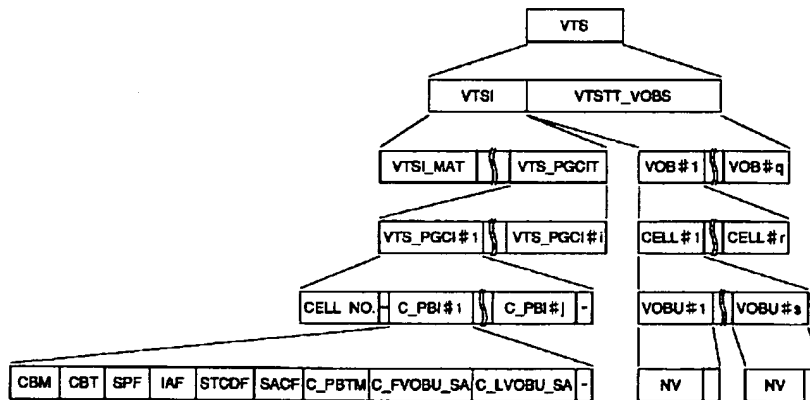 VTS
VTSI VTSTT_VOBS
VTSI_MAT VTS_PGCIT VOB#1 VOB#q
VTS_PGCI#1 VTS_PGCI#i CELL#1 CELL#r
CELL NO. - C_PBI#1 C_PBI#j - VOBU#1 VOBU#s
CBM CBT SPF IAF STCDF SACF C_PBTM C_FVOBU_SA C_LVOBU_SA - NV NV